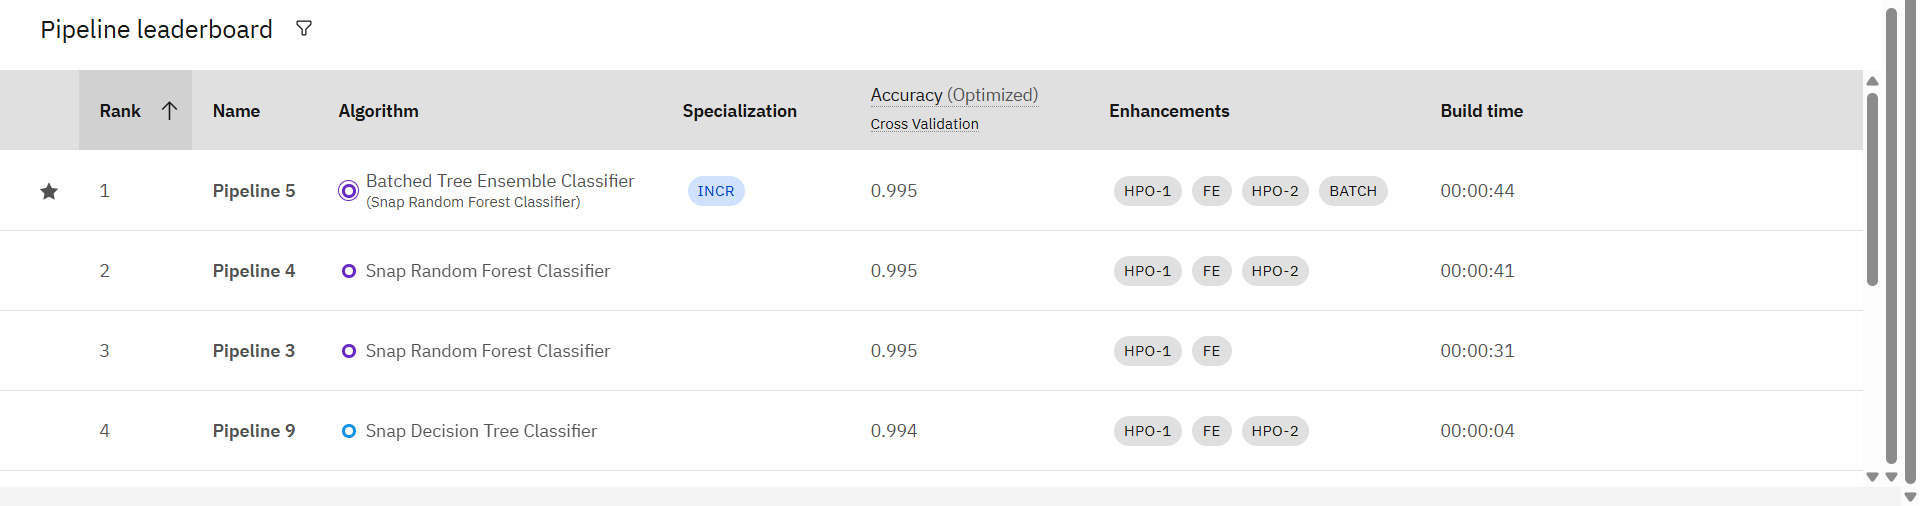 Pipeline leaderboard
Rank Name Algorithm Specialization Accuracy (Optimized) Enhancements Build time
Cross Validation
1 Pipeline 5 Batched Tree Ensemble Classifier INCR 0.995 HPO-1 FE HPO-2 BATCH 00:00:44
(Snap Random Forest Classifier)
2 Pipeline 4 Snap Random Forest Classifier 0.995 HPO-1 FE HPO-2 00:00:41
3 Pipeline 3 Snap Random Forest Classifier 0.995 HPO-1 FE 00:00:31
4 Pipeline 9 Snap Decision Tree Classifier 0.994 HPO-1 FE HPO-2 00:00:04